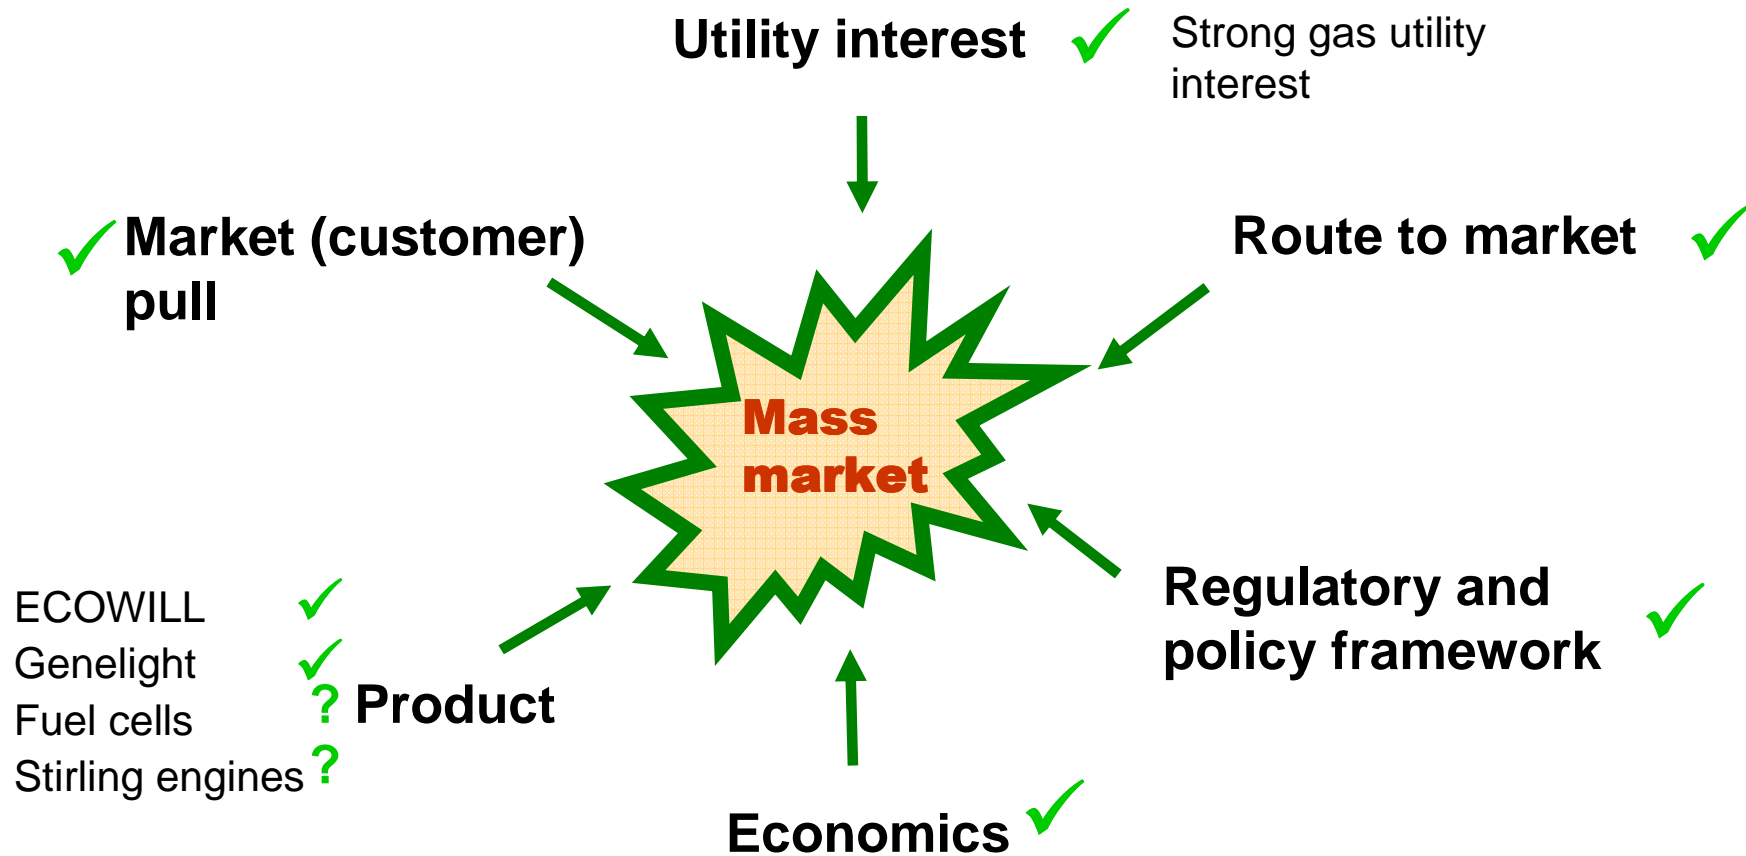 Utility interest
Strong gas utility
interest
Market (customer)
pull
Route to market
Mass
market
Regulatory and
policy framework
ECOWILL
Genelight
Fuel cells ?
Stirling engines ?
Product
Economics